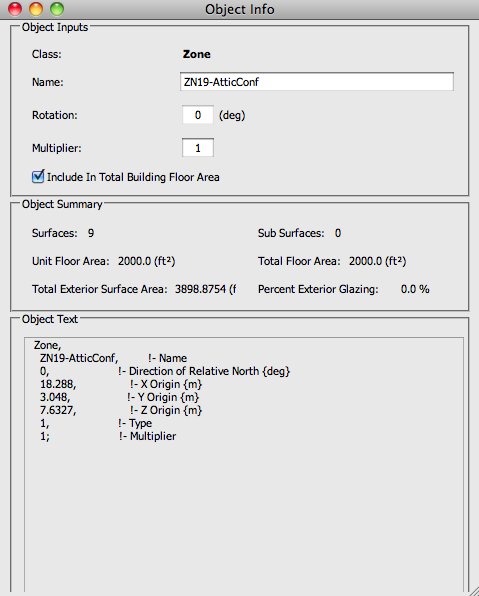 Object Info
Object Inputs
Class: Zone
Name: ZN19-AtticConf
Rotation: 0 (deg)
Multiplier: 1
Include In Total Building Floor Area
Object Summary
Surfaces: 9 Sub Surfaces: 0
Unit Floor Area: 2000.0 (ft²) Total Floor Area: 2000.0 (ft²)
Total Exterior Surface Area: 3898.8754 (f Percent Exterior Glazing: 0.0 %
Object Text
Zone,
ZN19-AtticConf, !- Name
0, !- Direction of Relative North {deg}
18.288, !- X Origin {m}
3.048, !- Y Origin {m}
7.6327, !- Z Origin {m}
1, !- Type
1; !- Multiplier